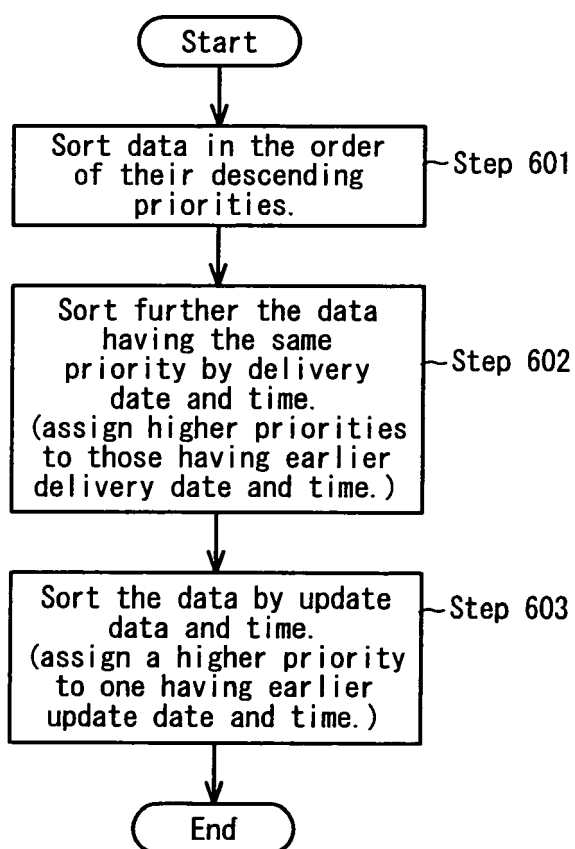 Start
Sort data in the order
of their descending
priorities.
Step 601
Sort further the data
having the same
priority by delivery
date and time.
(assign higher priorities
to those having earlier
delivery date and time.)
Step 602
Sort the data by update
data and time.
(assign a higher priority
to one having earlier
update date and time.)
Step 603
End